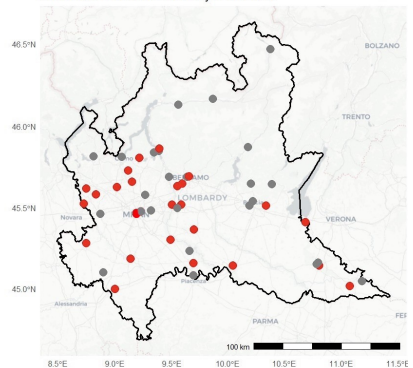 46.5°N
BOLZANO
TRENTO
46.0°N
BERGAMO
LOMBARDY
45.5°N
Novara
VERONA
45.0°N
Piacenza
Alessandria
PARMA
100 km
8.5°E 9.0°E 9.5°E 10.0°E 10.5°E 11.0°E 11.5°E